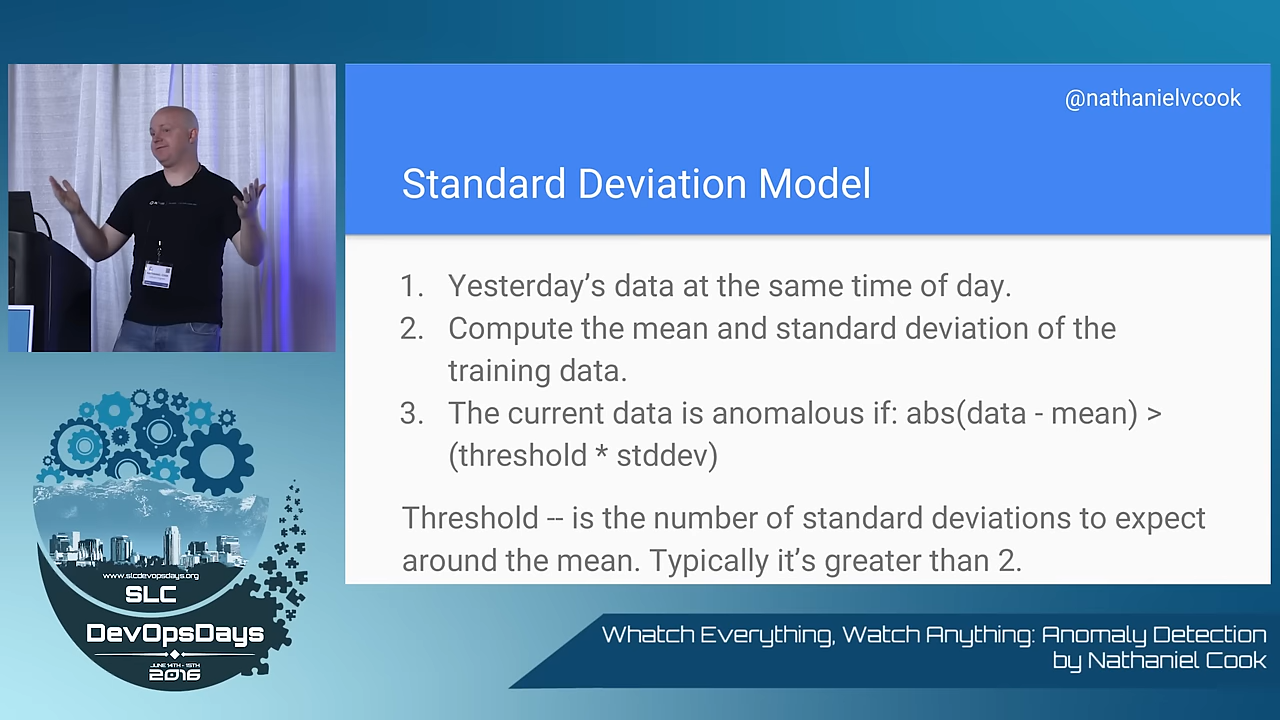 @nathanielvcook
Standard Deviation Model
1. Yesterday’s data at the same time of day.
2. Compute the mean and standard deviation of the
training data.
3. The current data is anomalous if: abs(data - mean) >
(threshold * stddev)
Threshold -- is the number of standard deviations to expect
around the mean. Typically it’s greater than 2.
www.slcdevopsdays.org
SLC
DevOpsDays
JUNE 14TH - 15TH
2016
Whatch Everything, Watch Anything: Anomaly Detection
by Nathaniel Cook